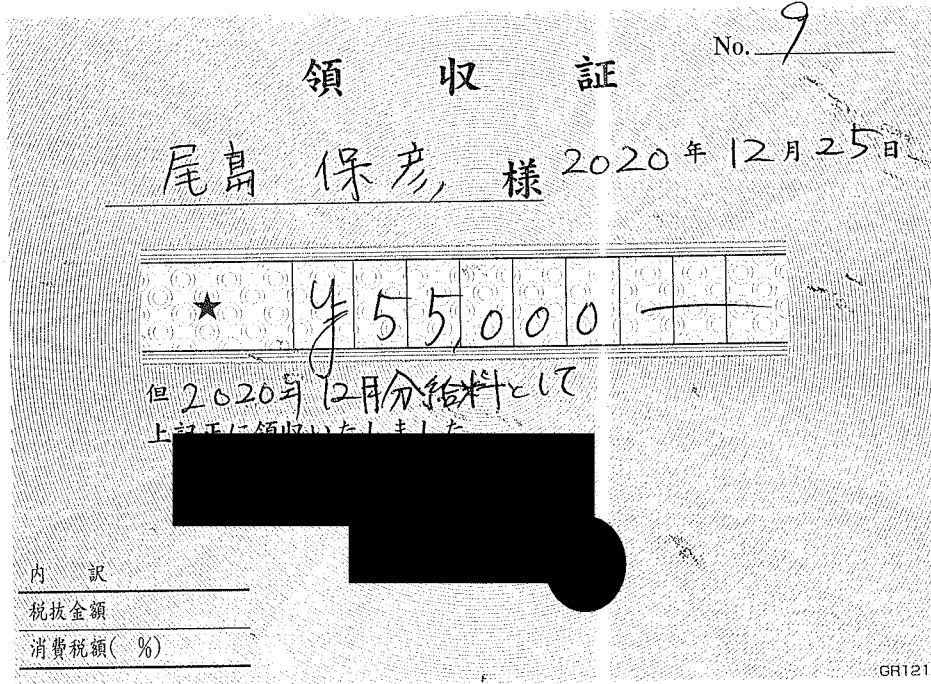 No. 9
領収証
尾島 保彦 様 2020年12月25日
★ ¥55,000 —
但 2020年12月分給料として
上記正に領収いたしました
内 訳
税抜金額
消費税額( %)
GR121